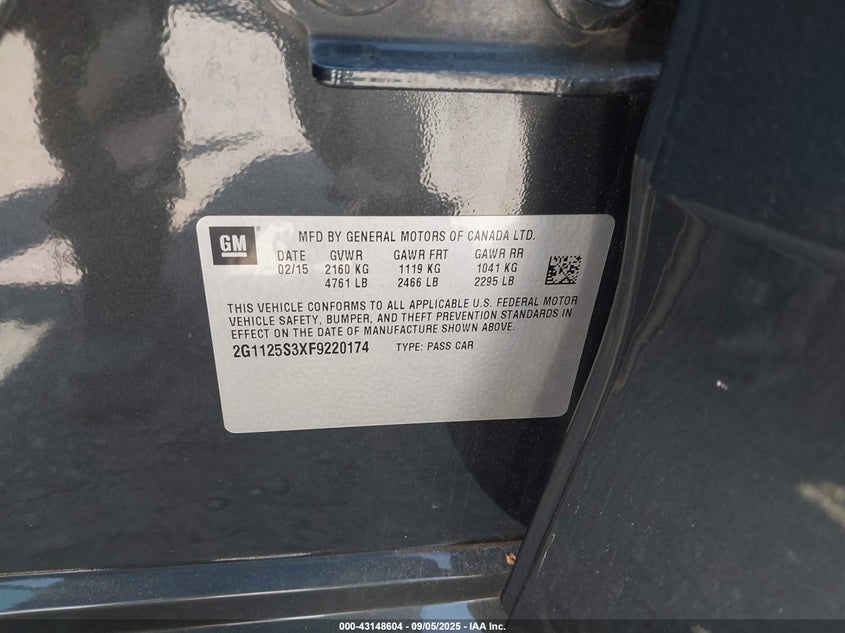 GM
MFD BY GENERAL MOTORS OF CANADA LTD.
DATE GVWR GAWR FRT GAWR RR
02/15 2160 KG 1119 KG 1041 KG
4761 LB 2466 LB 2295 LB
THIS VEHICLE CONFORMS TO ALL APPLICABLE U.S. FEDERAL MOTOR
VEHICLE SAFETY, BUMPER, AND THEFT PREVENTION STANDARDS IN
EFFECT ON THE DATE OF MANUFACTURE SHOWN ABOVE.
2G1125S3XF9220174 TYPE: PASS CAR
000-43148604 - 09/05/2025 - IAA Inc.